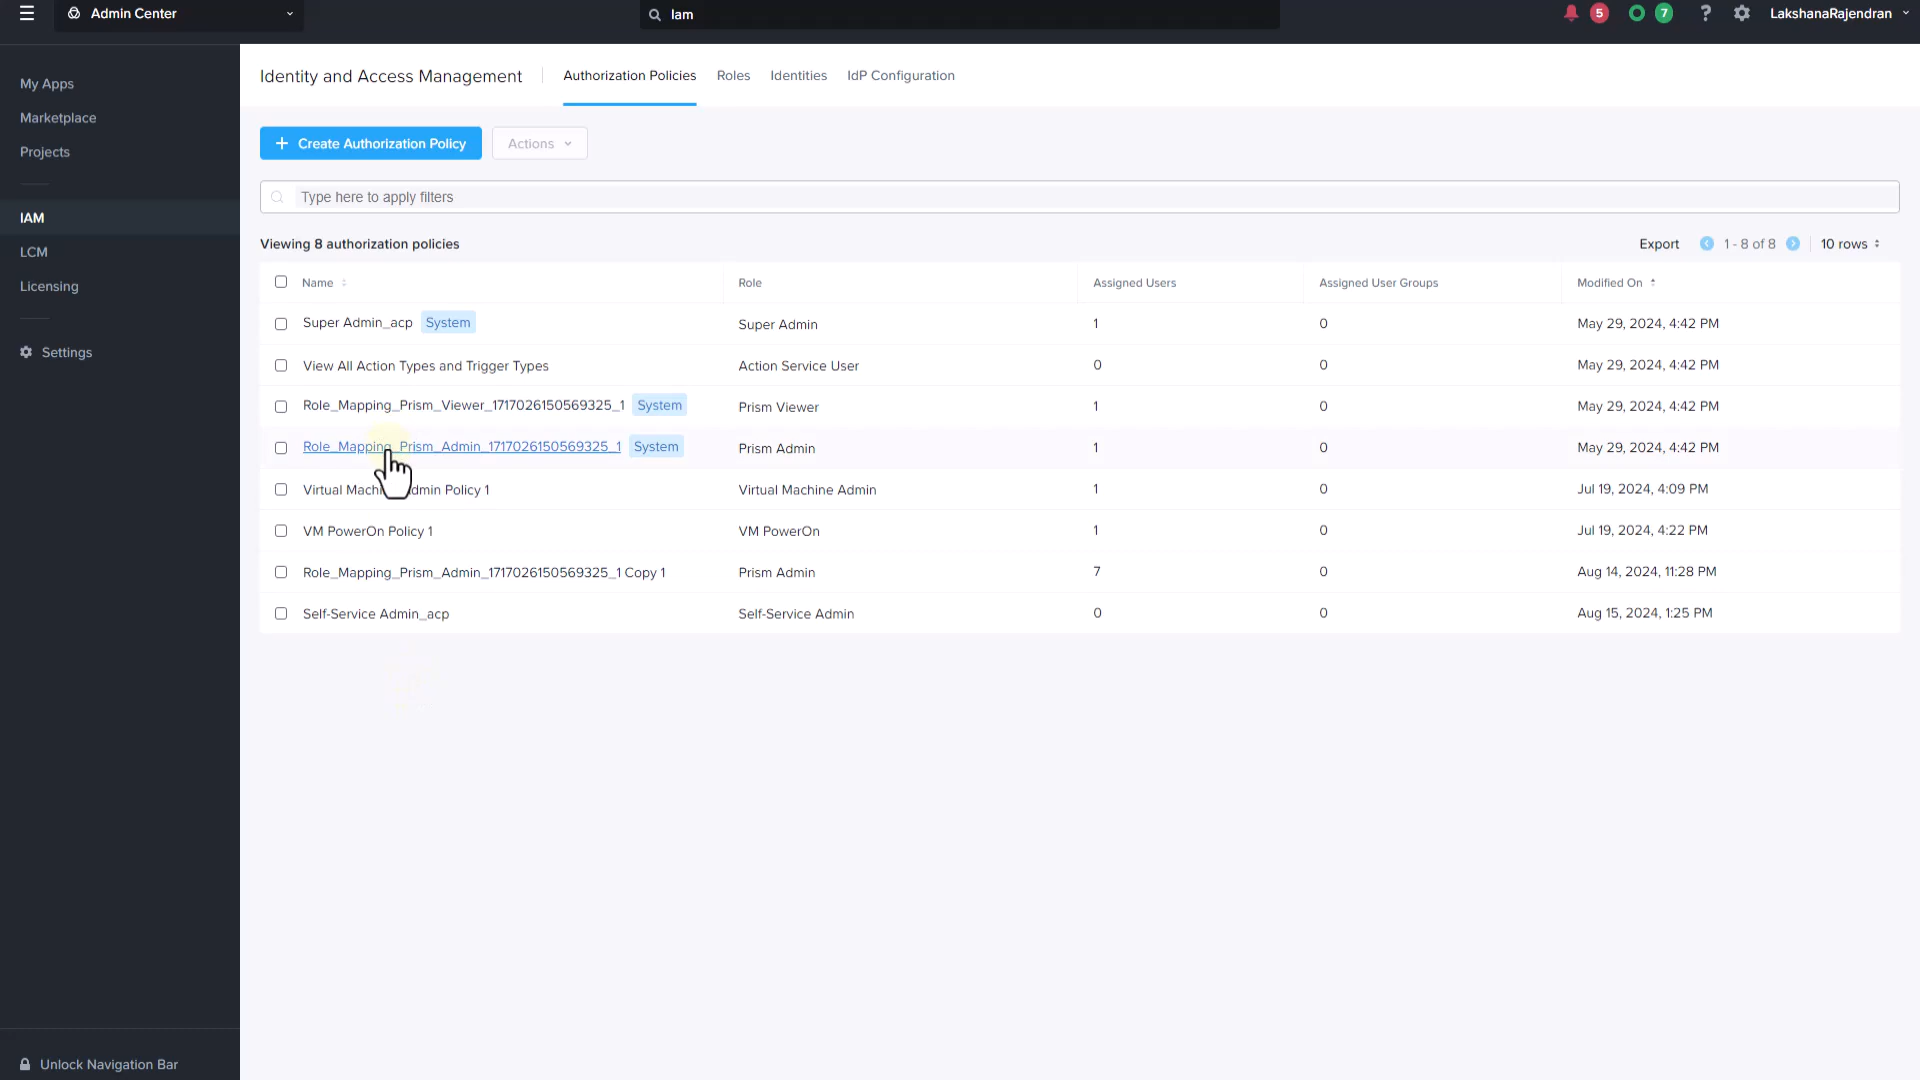 Admin Center
Iam
5
7
?
LakshanaRajendran
My Apps
Marketplace
Projects
IAM
LCM
Licensing
Settings
Unlock Navigation Bar
Identity and Access Management
Authorization Policies
Roles
Identities
IdP Configuration
+ Create Authorization Policy
Actions
Type here to apply filters
Viewing 8 authorization policies
Export
1 - 8 of 8
10 rows
Name Role Assigned Users Assigned User Groups Modified On
Super Admin_acp System Super Admin 1 0 May 29, 2024, 4:42 PM
View All Action Types and Trigger Types Action Service User 0 0 May 29, 2024, 4:42 PM
Role_Mapping_Prism_Viewer_1717026150569325_1 System Prism Viewer 1 0 May 29, 2024, 4:42 PM
Role_Mapping_Prism_Admin_1717026150569325_1 System Prism Admin 1 0 May 29, 2024, 4:42 PM
Virtual Machine Admin Policy 1 Virtual Machine Admin 1 0 Jul 19, 2024, 4:09 PM
VM PowerOn Policy 1 VM PowerOn 1 0 Jul 19, 2024, 4:22 PM
Role_Mapping_Prism_Admin_1717026150569325_1 Copy 1 Prism Admin 7 0 Aug 14, 2024, 11:28 PM
Self-Service Admin_acp Self-Service Admin 0 0 Aug 15, 2024, 1:25 PM